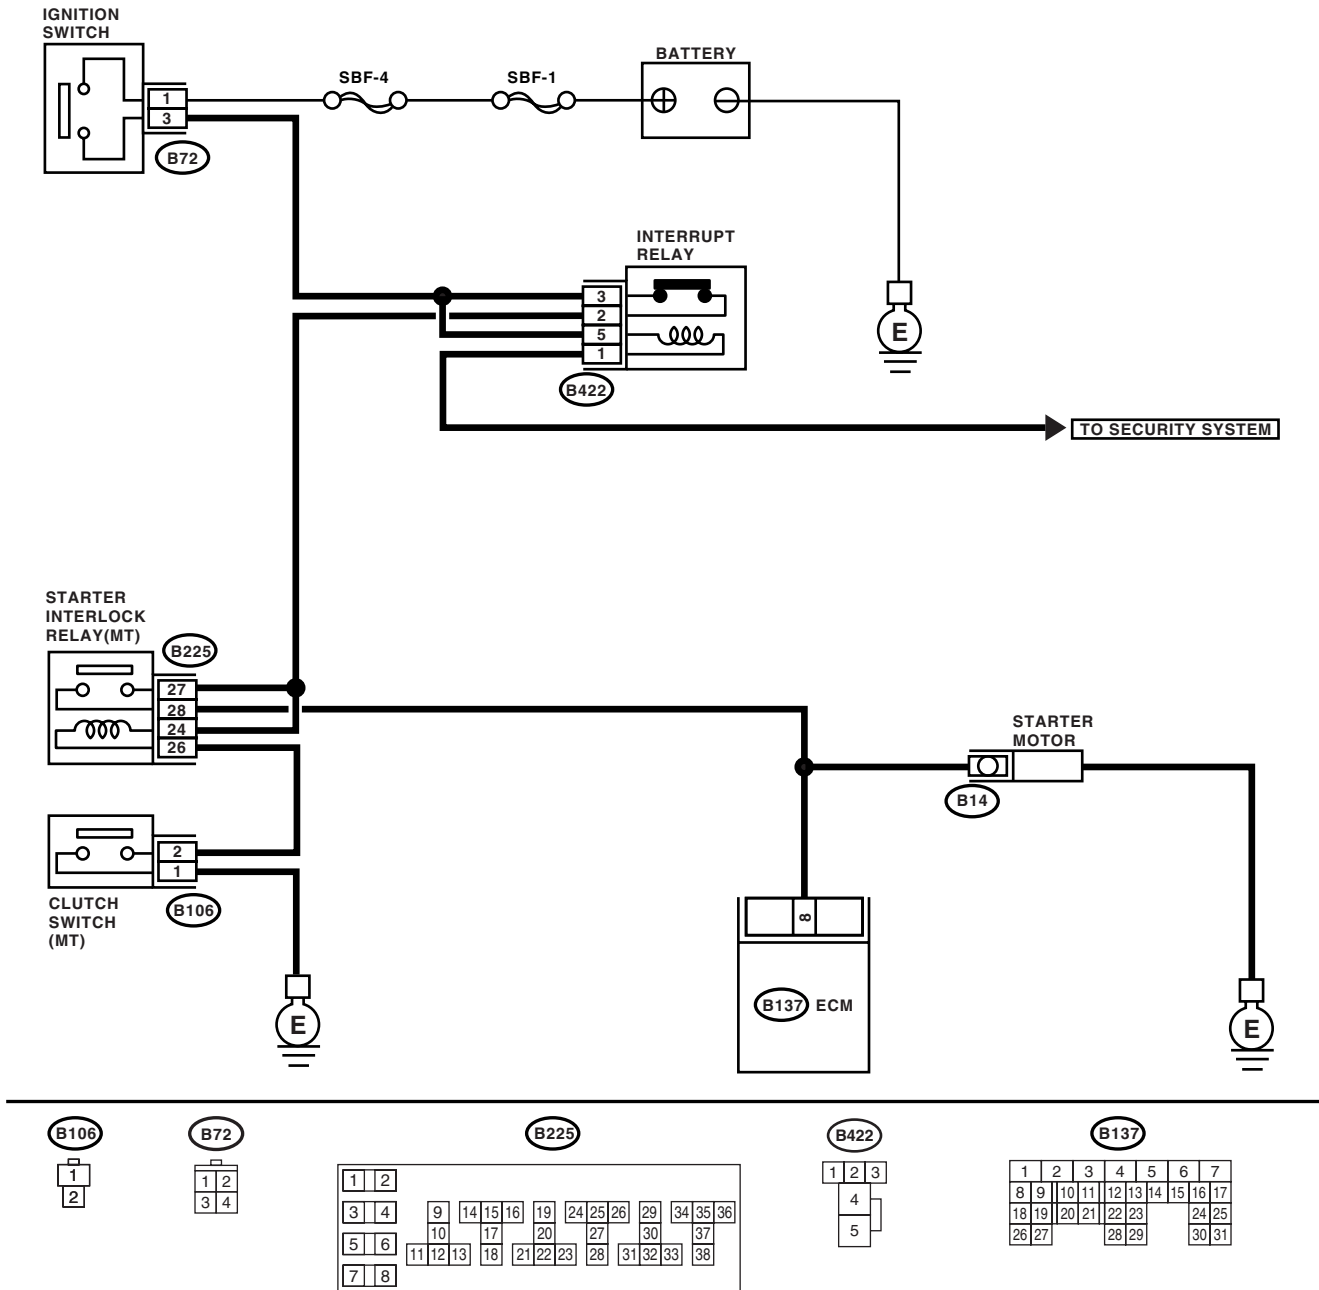 IGNITION
SWITCH
1
3
B72
SBF-4
SBF-1
BATTERY
INTERRUPT
RELAY
3
2
5
1
B422
E
TO SECURITY SYSTEM
STARTER
INTERLOCK
RELAY(MT)
B225
27
28
24
26
STARTER
MOTOR
B14
2
1
B106
CLUTCH
SWITCH
(MT)
8
B137 ECM
E
E
B106
1
2
B72
1 2
3 4
B225
1 2
3 4 9 14 15 16 19 24 25 26 29 34 35 36
10 17 20 27 30 37
5 6 11 12 13 18 21 22 23 28 31 32 33 38
7 8
B422
1 2 3
4
5
B137
1 2 3 4 5 6 7
8 9 10 11 12 13 14 15 16 17
18 19 20 21 22 23 24 25
26 27 28 29 30 31